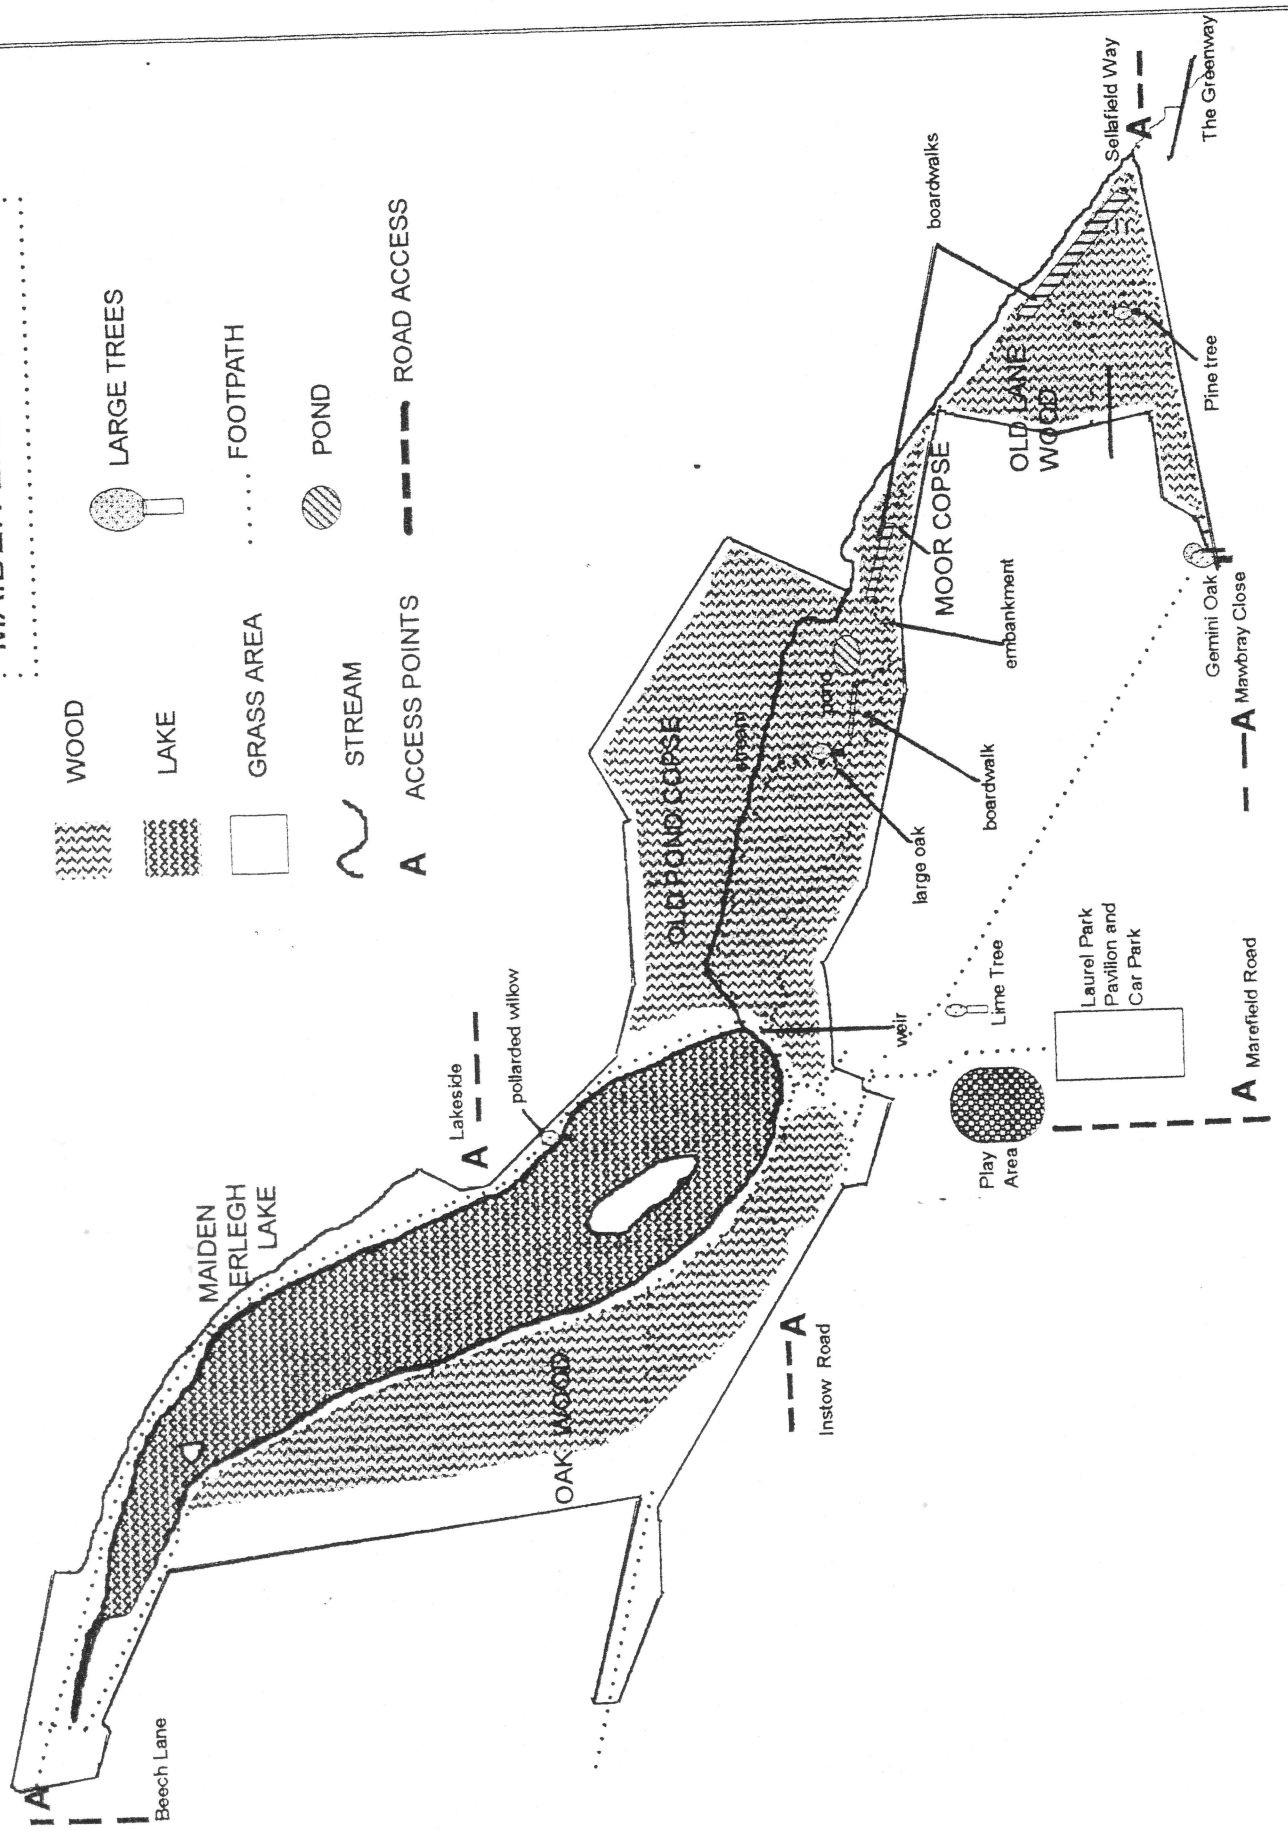 WOOD
LAKE
GRASS AREA
STREAM
A ACCESS POINTS
LARGE TREES
FOOTPATH
POND
ROAD ACCESS
A
Beech Lane
MAIDEN
ERLEGH
LAKE
A
Lakeside
pollarded willow
OAK WOOD
A
Instow Road
OLD POND COPSE
stream
pond
weir
large oak
boardwalk
embankment
MOOR COPSE
boardwalks
OLD LANE
WOOD
Pine tree
Sellafield Way
A
The Greenway
Gemini Oak
A Mawbray Close
Lime Tree
Play
Area
Laurel Park
Pavilion and
Car Park
A Marefield Road